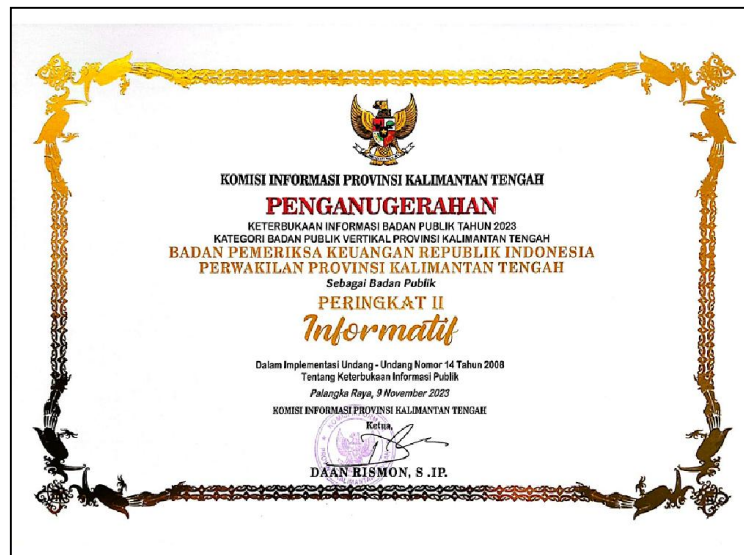 KOMISI INFORMASI PROVINSI KALIMANTAN TENGAH
PENGANUGERAHAN
KETERBUKAAN INFORMASI BADAN PUBLIK TAHUN 2023
KATEGORI BADAN PUBLIK VERTIKAL PROVINSI KALIMANTAN TENGAH
BADAN PEMERIKSA KEUANGAN REPUBLIK INDONESIA
PERWAKILAN PROVINSI KALIMANTAN TENGAH
Sebagai Badan Publik
PERINGKAT II
Informatif
Dalam Implementasi Undang - Undang Nomor 14 Tahun 2008
Tentang Keterbukaan Informasi Publik
Palangka Raya, 9 November 2023
KOMISI INFORMASI PROVINSI KALIMANTAN TENGAH
Ketua,
DAAN RISMON, S .IP.